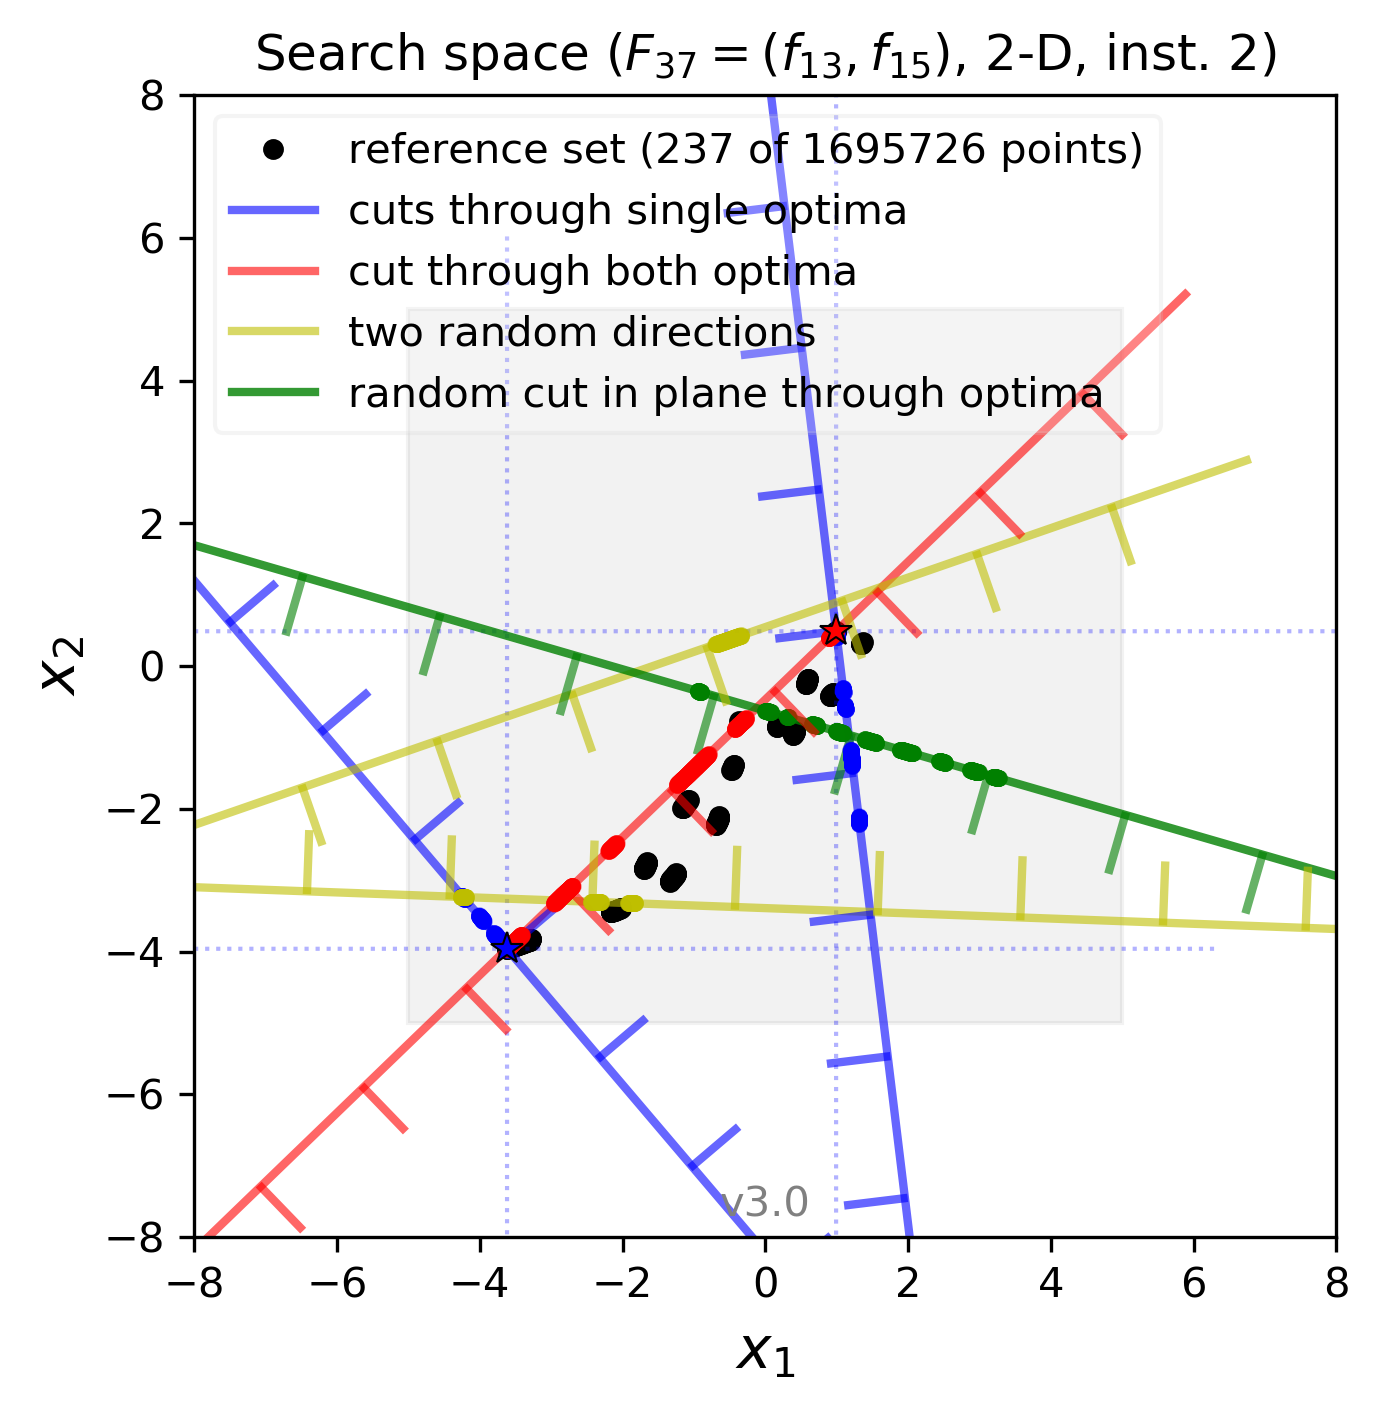 Search space (F₃₇ = (f₁₃, f₁₅), 2-D, inst. 2)
reference set (237 of 1695726 points)
cuts through single optima
cut through both optima
two random directions
random cut in plane through optima
8
6
4
2
0
−2
−4
−6
−8
x₂
v3.0
−8 −6 −4 −2 0 2 4 6 8
x₁